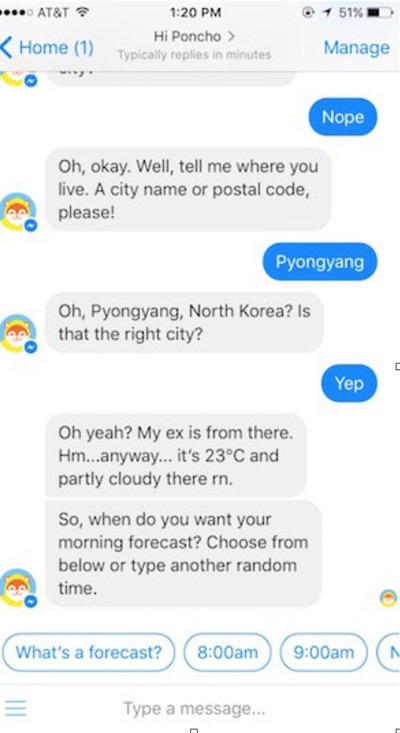 AT&T 1:20 PM 51%
Home (1) Hi Poncho > Manage
Typically replies in minutes
city?
Nope
Oh, okay. Well, tell me where you
live. A city name or postal code,
please!
Pyongyang
Oh, Pyongyang, North Korea? Is
that the right city?
Yep
Oh yeah? My ex is from there.
Hm...anyway... it's 23°C and
partly cloudy there rn.
So, when do you want your
morning forecast? Choose from
below or type another random
time.
What's a forecast? 8:00am 9:00am N
Type a message...